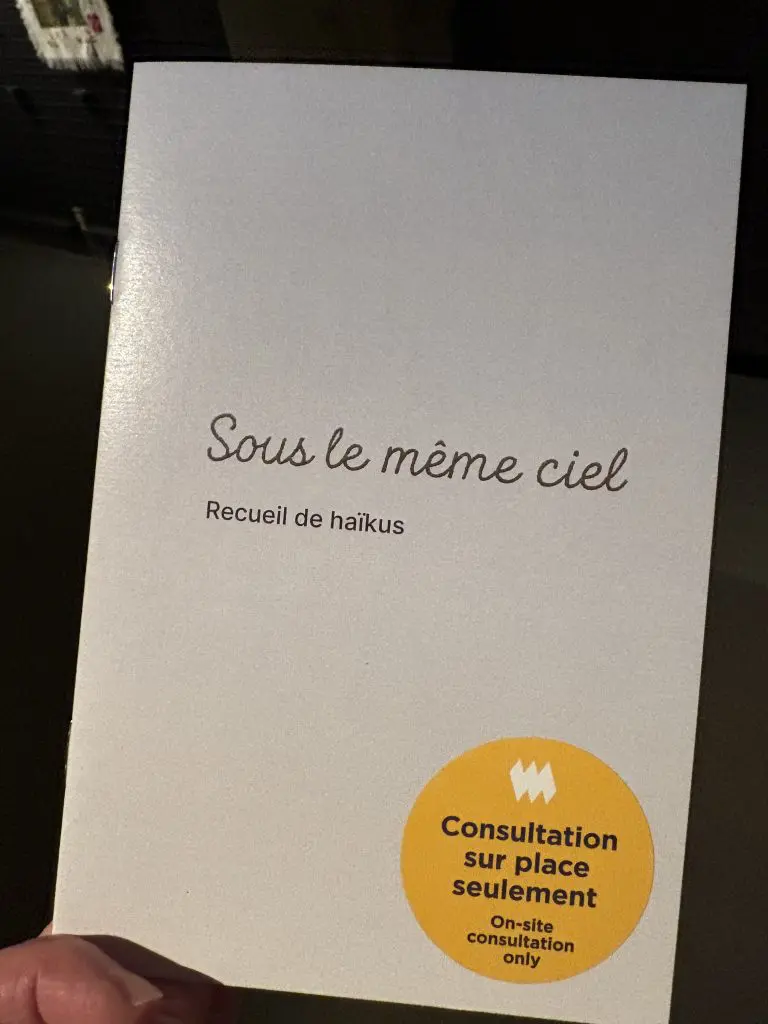 Sous le même ciel
Recueil de haïkus
Consultation
sur place
seulement
On-site
consultation
only